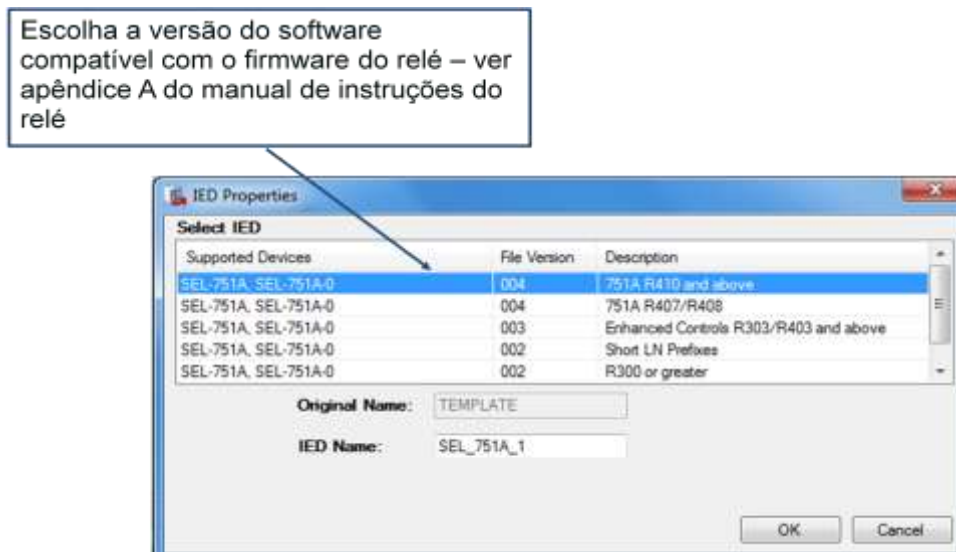 Escolha a versão do software
compatível com o firmware do relé – ver
apêndice A do manual de instruções do
relé
IED Properties
Select IED
Supported Devices File Version Description
SEL-751A, SEL-751A-0 004 751A R410 and above
SEL-751A, SEL-751A-0 004 751A R407/R408
SEL-751A, SEL-751A-0 003 Enhanced Controls R303/R403 and above
SEL-751A, SEL-751A-0 002 Short LN Prefixes
SEL-751A, SEL-751A-0 002 R300 or greater
Original Name: TEMPLATE
IED Name: SEL_751A_1
OK Cancel